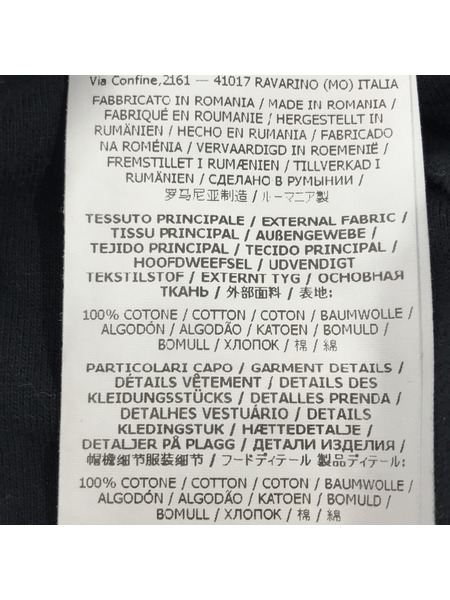 Via Confine,2161 — 41017 RAVARINO (MO) ITALIA
FABBRICATO IN ROMANIA / MADE IN ROMANIA /
FABRIQUÉ EN ROUMANIE / HERGESTELLT IN
RUMÄNIEN / HECHO EN RUMANIA / FABRICADO
NA ROMÉNIA / VERVAARDIGD IN ROEMENIË /
FREMSTILLET I RUMÆNIEN / TILLVERKAD I
RUMÄNIEN / СДЕЛАНО В РУМЫНИИ /
罗马尼亚制造 / ルーマニア製
TESSUTO PRINCIPALE / EXTERNAL FABRIC /
TISSU PRINCIPAL / AUßENGEWEBE /
TEJIDO PRINCIPAL / TECIDO PRINCIPAL /
HOOFDWEEFSEL / UDVENDIGT
TEKSTILSTOF / EXTERNT TYG / ОСНОВНАЯ
ТКАНЬ / 外部面料 / 表地:
100% COTONE / COTTON / COTON / BAUMWOLLE /
ALGODÓN / ALGODÃO / KATOEN / BOMULD /
BOMULL / ХЛОПОК / 棉 / 綿
PARTICOLARI CAPO / GARMENT DETAILS /
DÉTAILS VÊTEMENT / DETAILS DES
KLEIDUNGSSTÜCKS / DETALLES PRENDA /
DETALHES VESTUÁRIO / DETAILS
KLEDINGSTUK / HÆTTEDETALJE /
DETALJER PÅ PLAGG / ДЕТАЛИ ИЗДЕЛИЯ /
帽檐细节服装细节 / フードディテール 製品ディテール:
100% COTONE / COTTON / COTON / BAUMWOLLE /
ALGODÓN / ALGODÃO / KATOEN / BOMULD /
BOMULL / ХЛОПОК / 棉 / 綿